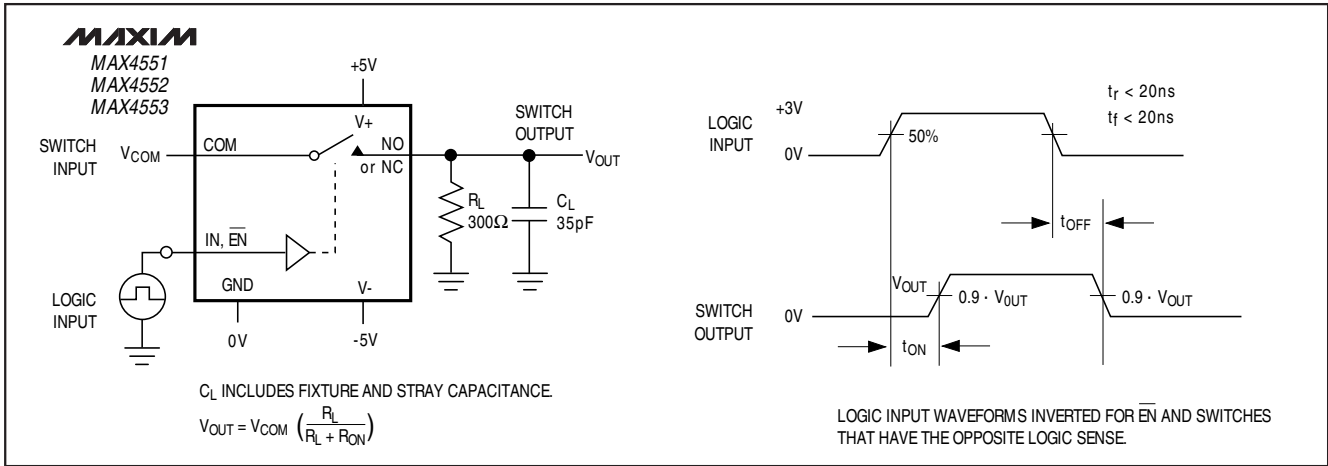 MAXIM
MAX4551
MAX4552
MAX4553
+5V
V+
SWITCH
INPUT
VCOM
COM
NO
or NC
SWITCH
OUTPUT
VOUT
RL
300Ω
CL
35pF
IN, E̅N̅
LOGIC
INPUT
GND
V-
0V
-5V
CL INCLUDES FIXTURE AND STRAY CAPACITANCE.
VOUT = VCOM (RL / RL + RON)
LOGIC
INPUT
+3V
0V
50%
tr < 20ns
tf < 20ns
tOFF
SWITCH
OUTPUT
VOUT
0V
0.9 · V0UT
0.9 · VOUT
tON
LOGIC INPUT WAVEFORMS INVERTED FOR E̅N̅ AND SWITCHES
THAT HAVE THE OPPOSITE LOGIC SENSE.